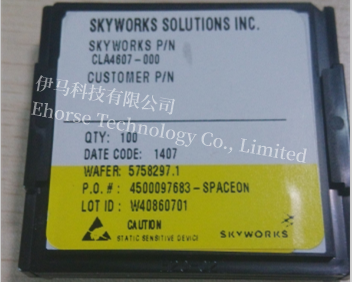 SKYWORKS SOLUTIONS INC.
SKYWORKS P/N
CLA4607-000
CUSTOMER P/N
伊马科技有限公司
Ehorse Technology Co., Limited
QTY: 100
DATE CODE: 1407
WAFER: 5758297.1
P.O. #: 4500097683-SPACEON
LOT ID: W40860701
CAUTION
STATIC SENSITIVE DEVICE
SKYWORKS